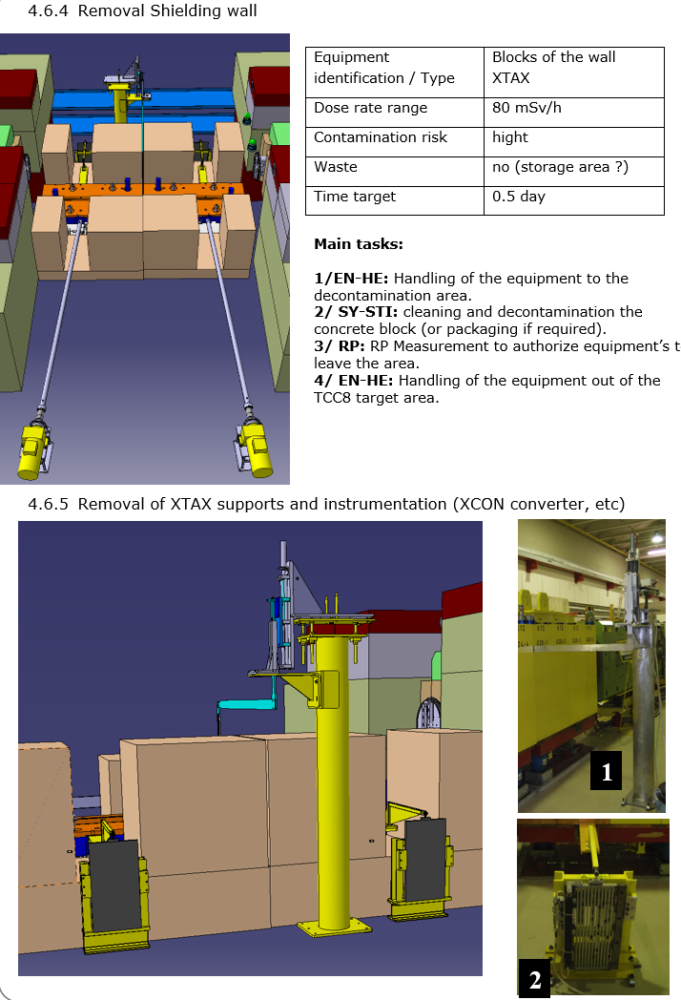 4.6.4 Removal Shielding wall
Equipment
identification / Type
Blocks of the wall
XTAX
Dose rate range
80 mSv/h
Contamination risk
hight
Waste
no (storage area ?)
Time target
0.5 day
Main tasks:
1/EN-HE: Handling of the equipment to the
decontamination area.
2/ SY-STI: cleaning and decontamination the
concrete block (or packaging if required).
3/ RP: RP Measurement to authorize equipment’s t
leave the area.
4/ EN-HE: Handling of the equipment out of the
TCC8 target area.
4.6.5 Removal of XTAX supports and instrumentation (XCON converter, etc)
1
2